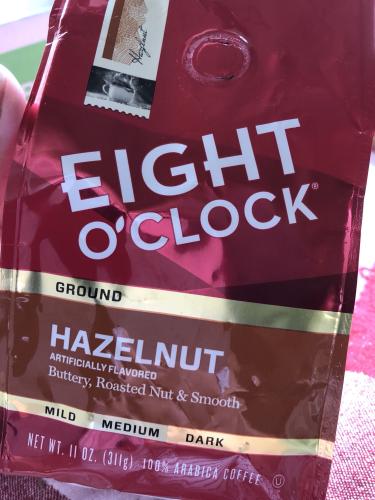 Hazelnut
EIGHT
O'CLOCK®
GROUND
HAZELNUT
ARTIFICIALLY FLAVORED
Buttery, Roasted Nut & Smooth
MILD MEDIUM DARK
NET WT. 11 OZ. (311g) 100% ARABICA COFFEE U